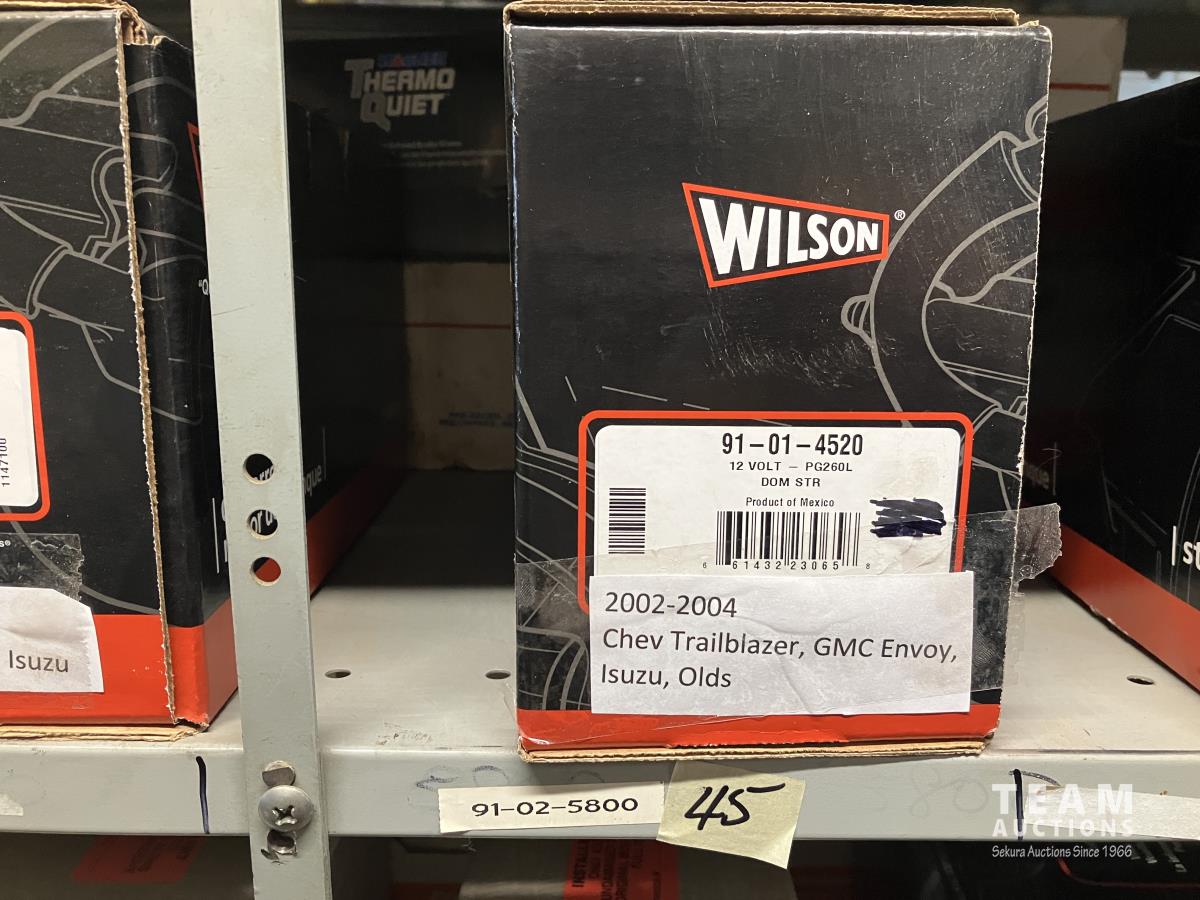 THERMO
QUIET
WILSON®
91-01-4520
12 VOLT - PG260L
DOM STR
Product of Mexico
6 61432 23065 8
2002-2004
Chev Trailblazer, GMC Envoy,
Isuzu, Olds
1147100
Isuzu
91-02-5800
45
TEAM
AUCTIONS
Sekura Auctions Since 1966